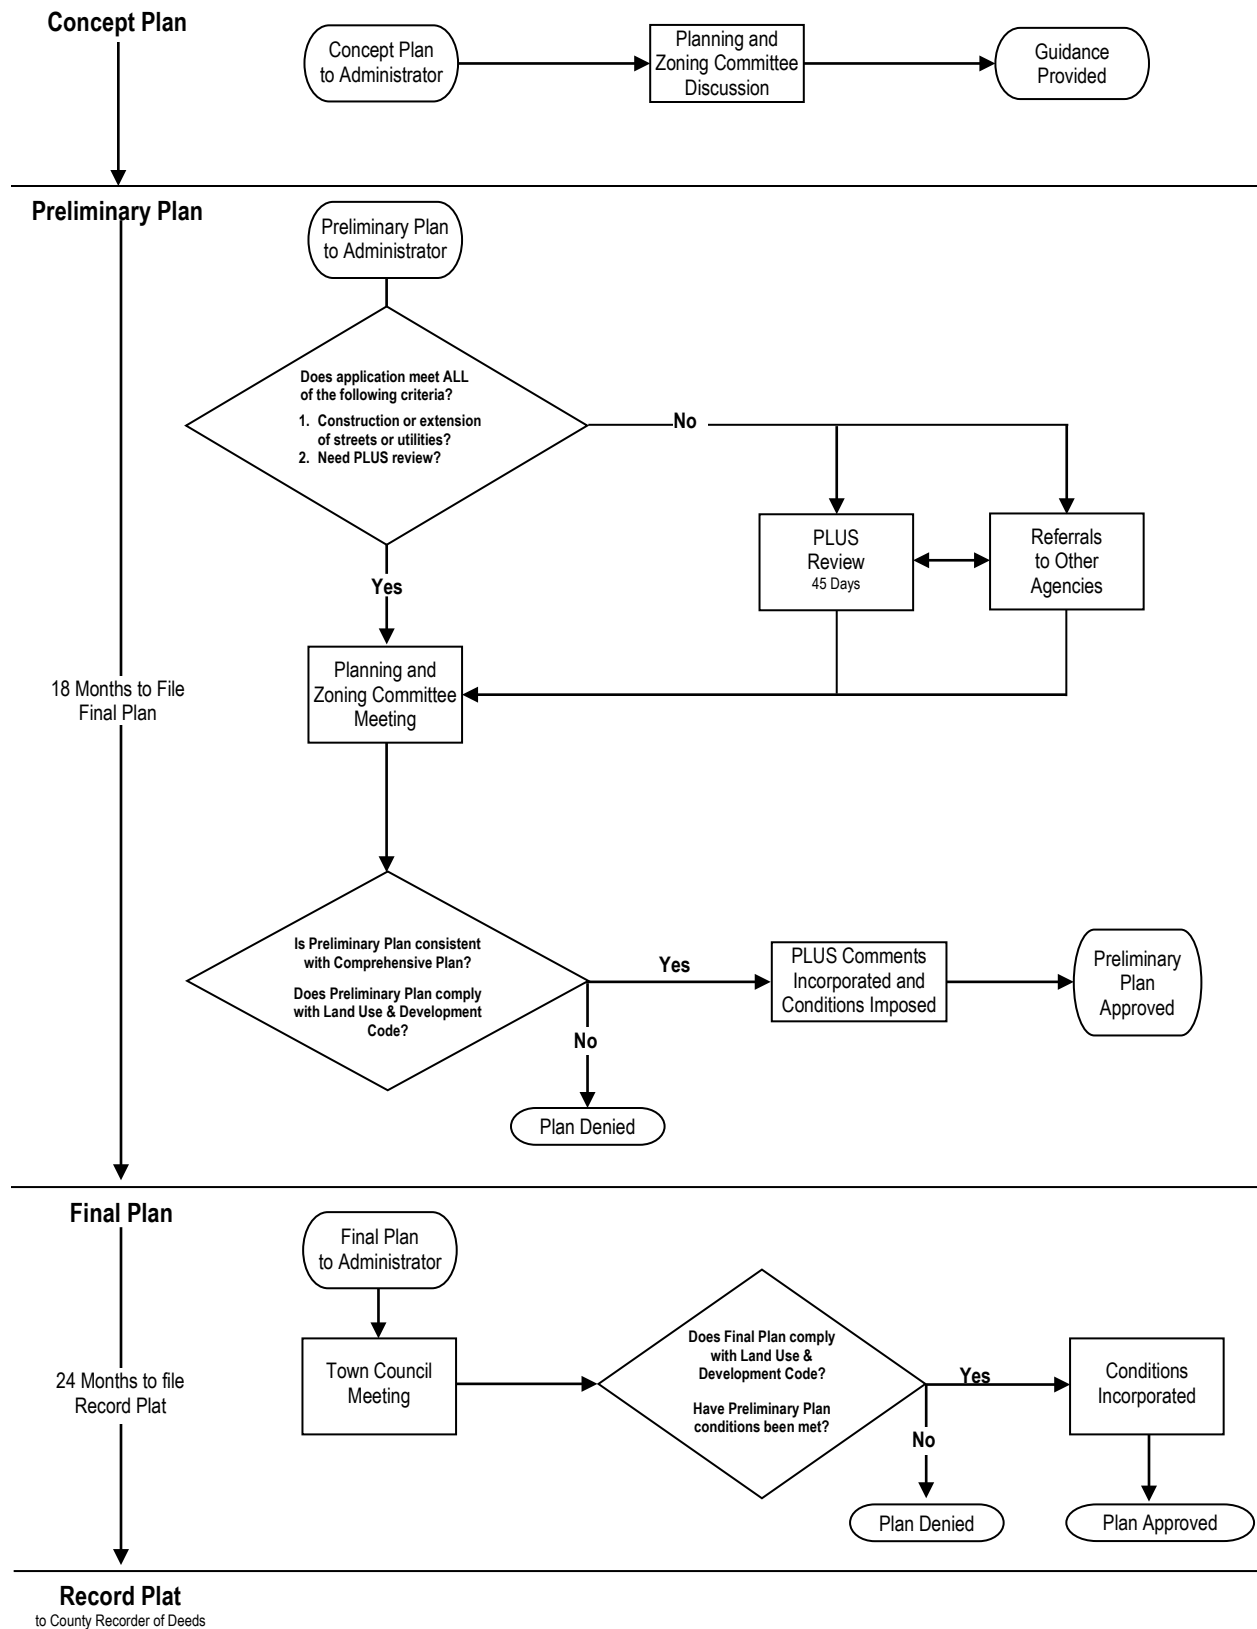 Concept Plan
Concept Plan
to Administrator
Planning and
Zoning Committee
Discussion
Guidance
Provided
Preliminary Plan
Preliminary Plan
to Administrator
Does application meet ALL
of the following criteria?
1. Construction or extension
of streets or utilities?
2. Need PLUS review?
No
PLUS
Review
45 Days
Referrals
to Other
Agencies
Yes
Planning and
Zoning Committee
Meeting
18 Months to File
Final Plan
Is Preliminary Plan consistent
with Comprehensive Plan?
Does Preliminary Plan comply
with Land Use & Development
Code?
Yes
PLUS Comments
Incorporated and
Conditions Imposed
Preliminary
Plan
Approved
No
Plan Denied
Final Plan
Final Plan
to Administrator
24 Months to file
Record Plat
Town Council
Meeting
Does Final Plan comply
with Land Use &
Development Code?
Have Preliminary Plan
conditions been met?
Yes
Conditions
Incorporated
No
Plan Denied
Plan Approved
Record Plat
to County Recorder of Deeds